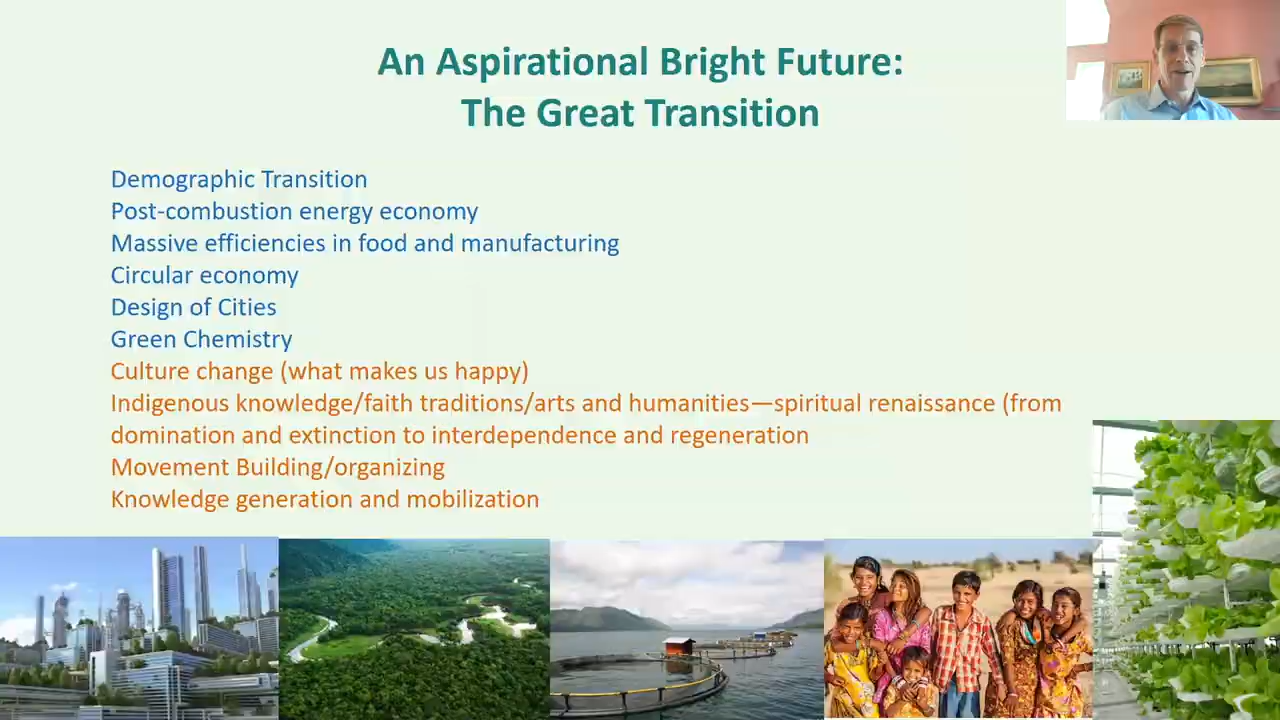 An Aspirational Bright Future:
The Great Transition
Demographic Transition
Post-combustion energy economy
Massive efficiencies in food and manufacturing
Circular economy
Design of Cities
Green Chemistry
Culture change (what makes us happy)
Indigenous knowledge/faith traditions/arts and humanities—spiritual renaissance (from
domination and extinction to interdependence and regeneration
Movement Building/organizing
Knowledge generation and mobilization